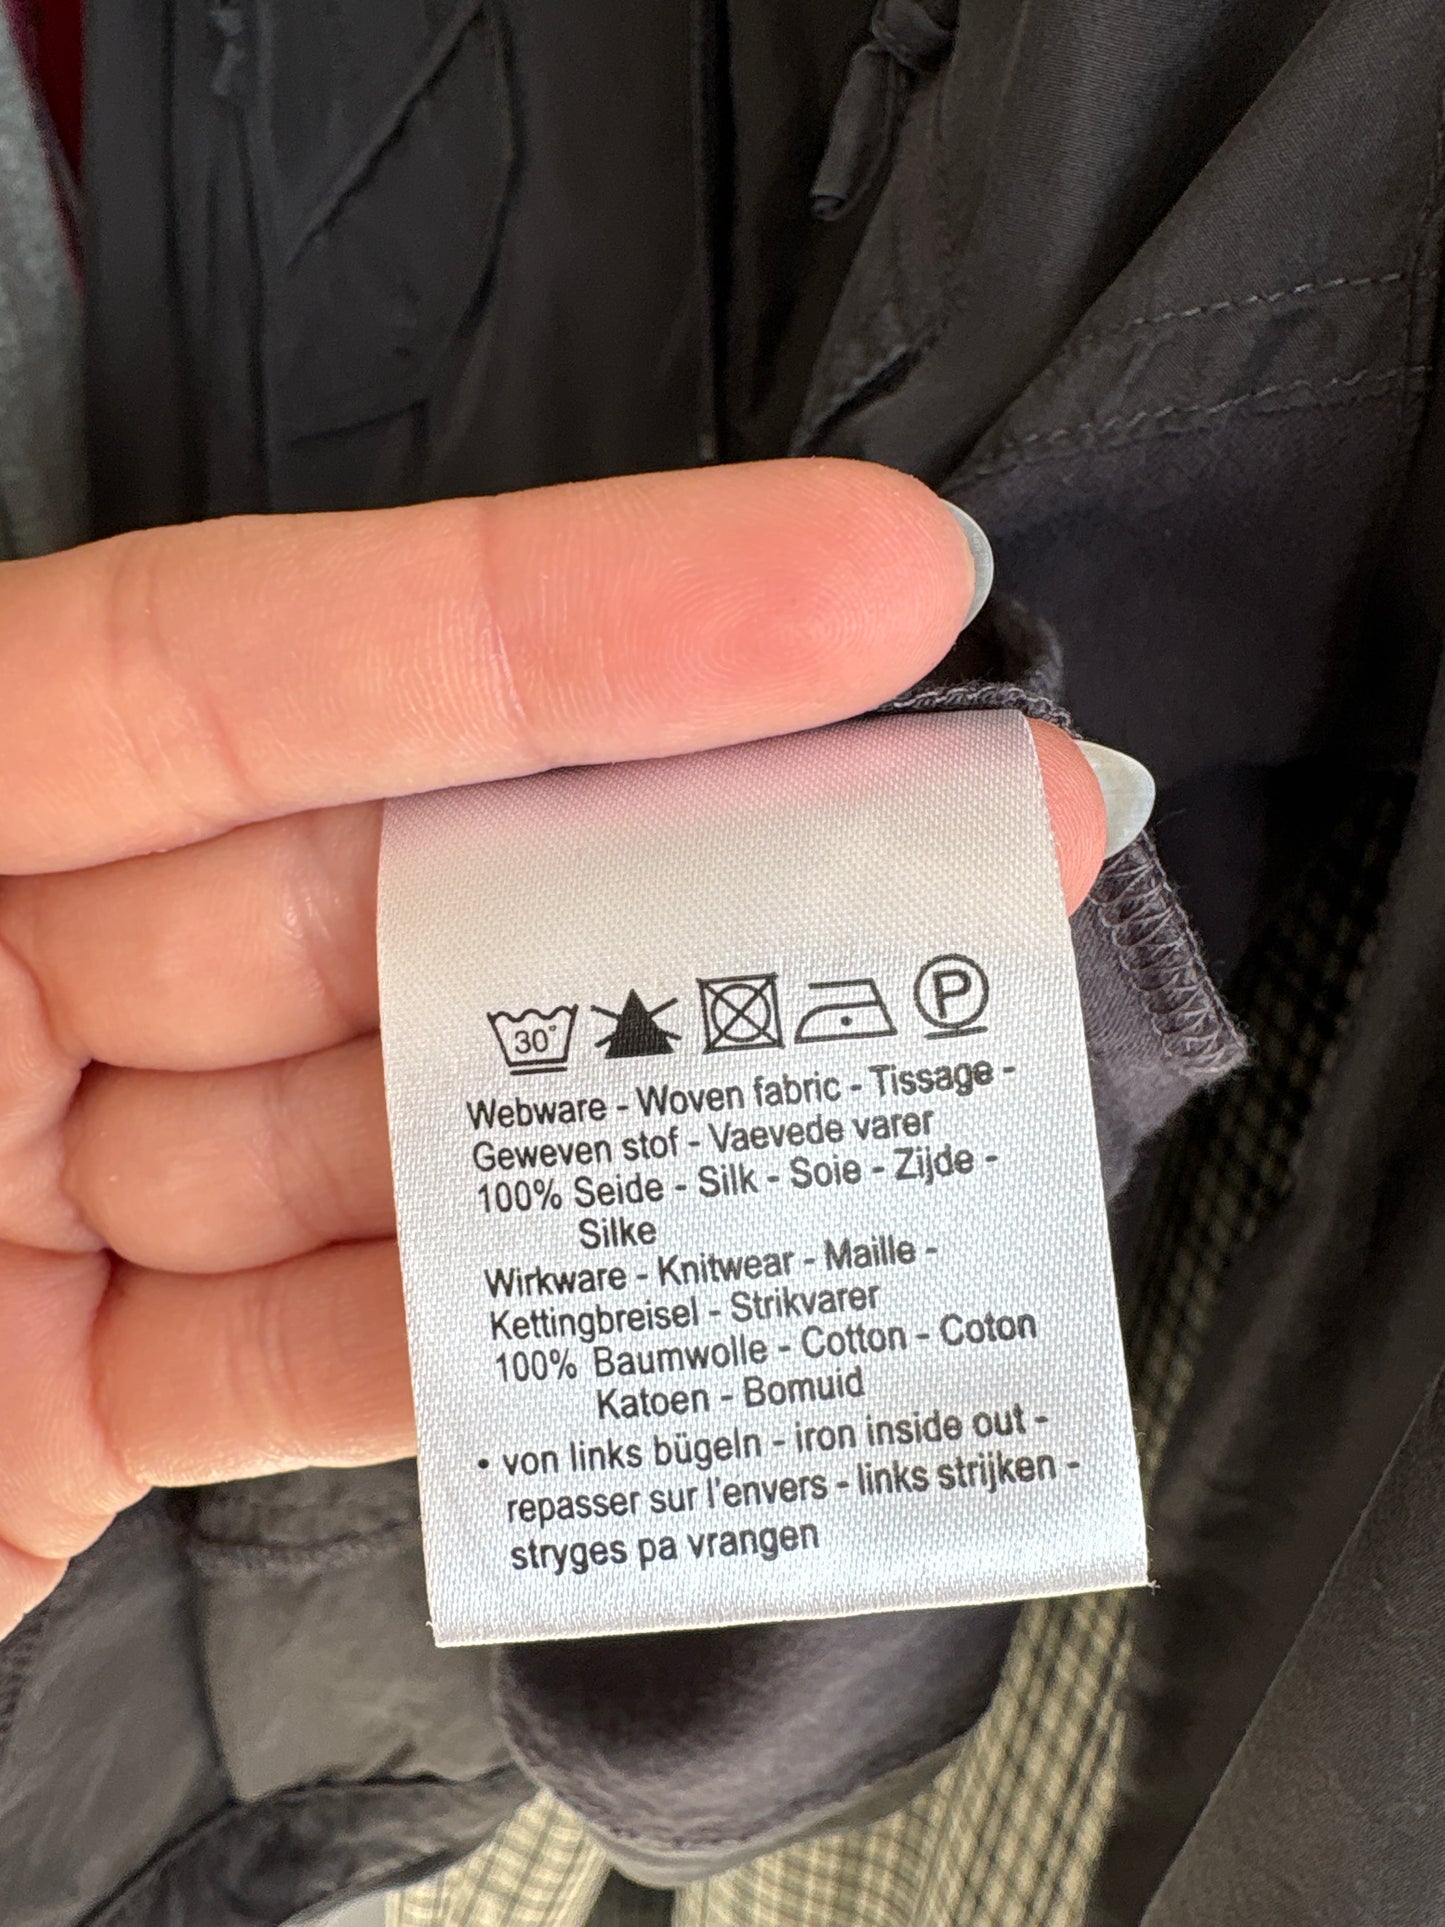 30°
P
Webware - Woven fabric - Tissage -
Geweven stof - Vaevede varer
100% Seide - Silk - Soie - Zijde -
Silke
Wirkware - Knitwear - Maille -
Kettingbreisel - Strikvarer
100% Baumwolle - Cotton - Coton
Katoen - Bomuid
• von links bügeln - iron inside out -
repasser sur l'envers - links strijken -
stryges pa vrangen